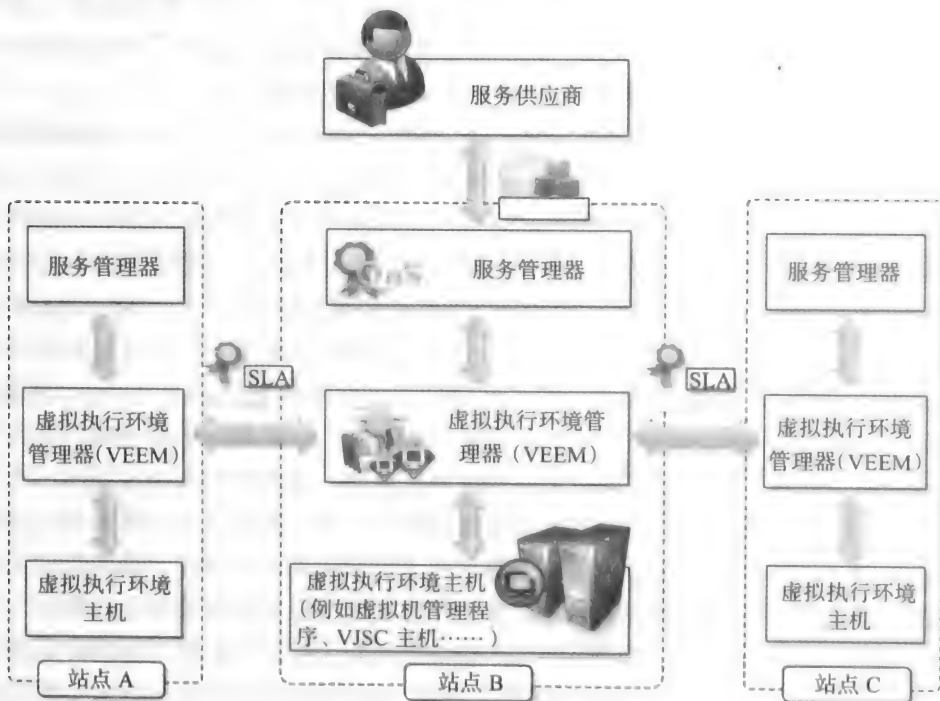 服务供应商
服务管理器
QoS
服务管理器
服务管理器
SLA
SLA
虚拟执行环境
管理器(VEEM)
虚拟执行环境管
理器（VEEM）
虚拟执行环境
管理器(VEEM)
虚拟执行环境
主机
虚拟执行环境主机
（例如虚拟机管理程
序、VJSC 主机……）
虚拟执行环境
主机
站点 A
站点 B
站点 C